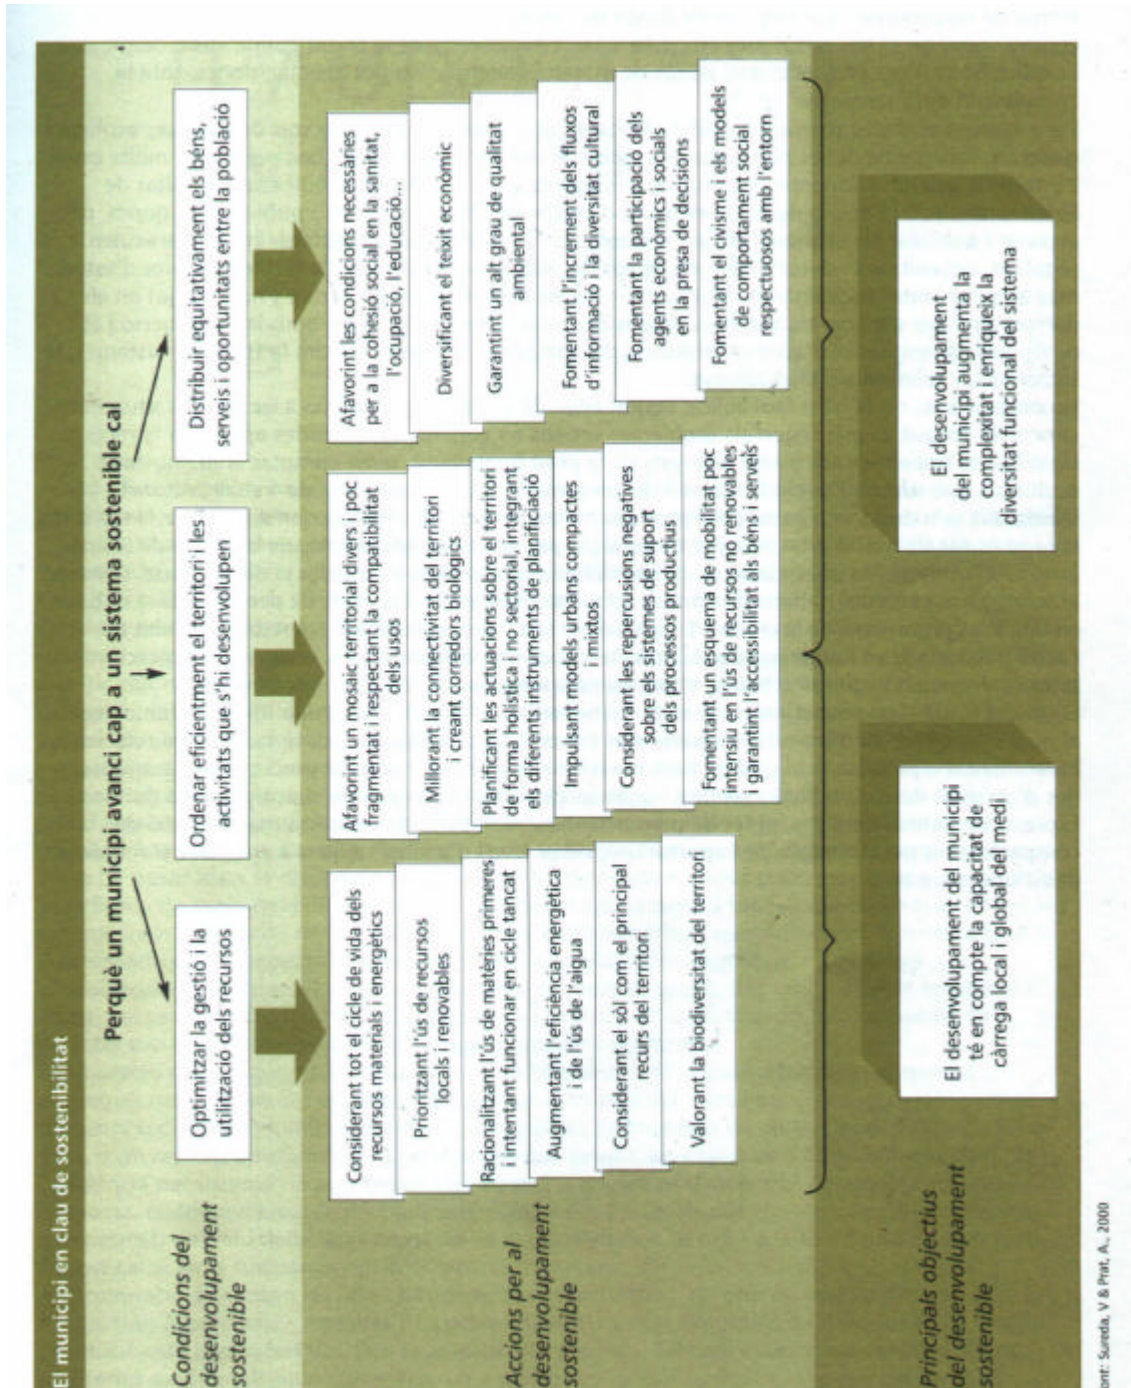 El municipi en clau de sostenibilitat
Condicions del
desenvolupament
sostenible
Perquè un municipi avanci cap a un sistema sostenible cal
Optimitzar la gestió i la
utilització dels recursos
Ordenar eficientment el territori i les
activitats que s'hi desenvolupen
Distribuir equitativament els béns,
serveis i oportunitats entre la població
Accions per al
desenvolupament
sostenible
Considerant tot el cicle de vida dels
recursos materials i energètics
Prioritzant l'ús de recursos
locals i renovables
Racionalitzant l'ús de matèries primeres
i intentant funcionar en cicle tancat
Augmentant l'eficiència energètica
i de l'ús de l'aigua
Considerant el sòl com el principal
recurs del territori
Valorant la biodiversitat del territori
Afavorint un mosaic territorial divers i poc
fragmentat i respectant la compatibilitat
dels usos
Millorant la connectivitat del territori
i creant corredors biològics
Planificant les actuacions sobre el territori
de forma holística i no sectorial, integrant
els diferents instruments de planificiació
Impulsant models urbans compactes
i mixtos
Considerant les repercusions negatives
sobre els sistemes de suport
dels processos productius
Fomentant un esquema de mobilitat poc
intensiu en l'ús de recursos no renovables
i garantint l'accessibilitat als béns i serveis
Afavorint les condicions necessàries
per a la cohesió social en la sanitat,
l'ocupació, l'educació...
Diversificant el teixit econòmic
Garantint un alt grau de qualitat
ambiental
Fomentant l'increment dels fluxos
d'informació i la diversitat cultural
Fomentant la participació dels
agents econòmics i socials
en la presa de decisions
Fomentant el civisme i els models
de comportament social
respectuosos amb l'entorn
Principals objectius
del desenvolupament
sostenible
El desenvolupament del municipi
té en compte la capacitat de
càrrega local i global del medi
El desenvolupament
del municipi augmenta la
complexitat i enriqueix la
diversitat funcional del sistema
ont: Sureda, V & Prat, A., 2000